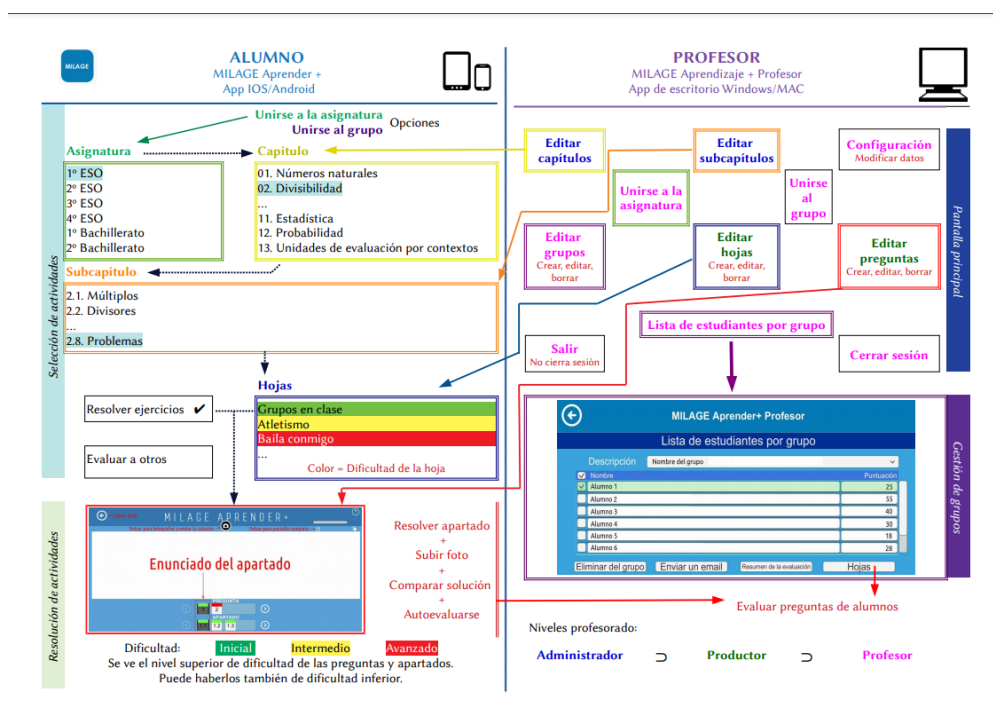 MILAGE
ALUMNO
MILAGE Aprender +
App IOS/Android
Unirse a la asignatura
Unirse al grupo
Opciones
Selección de actividades
Asignatura
1º ESO
2º ESO
3º ESO
4º ESO
1º Bachillerato
2º Bachillerato
Capítulo
01. Números naturales
02. Divisibilidad
...
11. Estadística
12. Probabilidad
13. Unidades de evaluación por contextos
Subcapítulo
2.1. Múltiplos
2.2. Divisores
...
2.8. Problemas
Resolver ejercicios ✔
Evaluar a otros
Hojas
Grupos en clase
Atletismo
Baila conmigo
...
Color = Dificultad de la hoja
Resolución de actividades
MILAGE APRENDER+
Enunciado del apartado
PREGUNTA
1
2
APARTADO
1.1
1.2
1.3
Resolver apartado
+
Subir foto
+
Comparar solución
+
Autoevaluarse
Dificultad:
Inicial
Intermedio
Avanzado
Se ve el nivel superior de dificultad de las preguntas y apartados.
Puede haberlos también de dificultad inferior.
PROFESOR
MILAGE Aprendizaje + Profesor
App de escritorio Windows/MAC
Pantalla principal
Editar
capítulos
Editar
subcapítulos
Configuración
Modificar datos
Unirse a la
asignatura
Unirse
al
grupo
Editar
grupos
Crear, editar,
borrar
Editar
hojas
Crear, editar,
borrar
Editar
preguntas
Crear, editar, borrar
Lista de estudiantes por grupo
Salir
No cierra sesiòn
Cerrar sesión
Gestión de grupos
MILAGE Aprender+ Profesor
Lista de estudiantes por grupo
Descripción
Nombre del grupo
Nombre
Puntuación
Alumno 1
25
Alumno 2
55
Alumno 3
40
Alumno 4
30
Alumno 5
18
Alumno 6
28
Eliminar del grupo
Enviar un email
Resumen de la evaluación
Hojas
Evaluar preguntas de alumnos
Niveles profesorado:
Administrador ⊃ Productor ⊃ Profesor